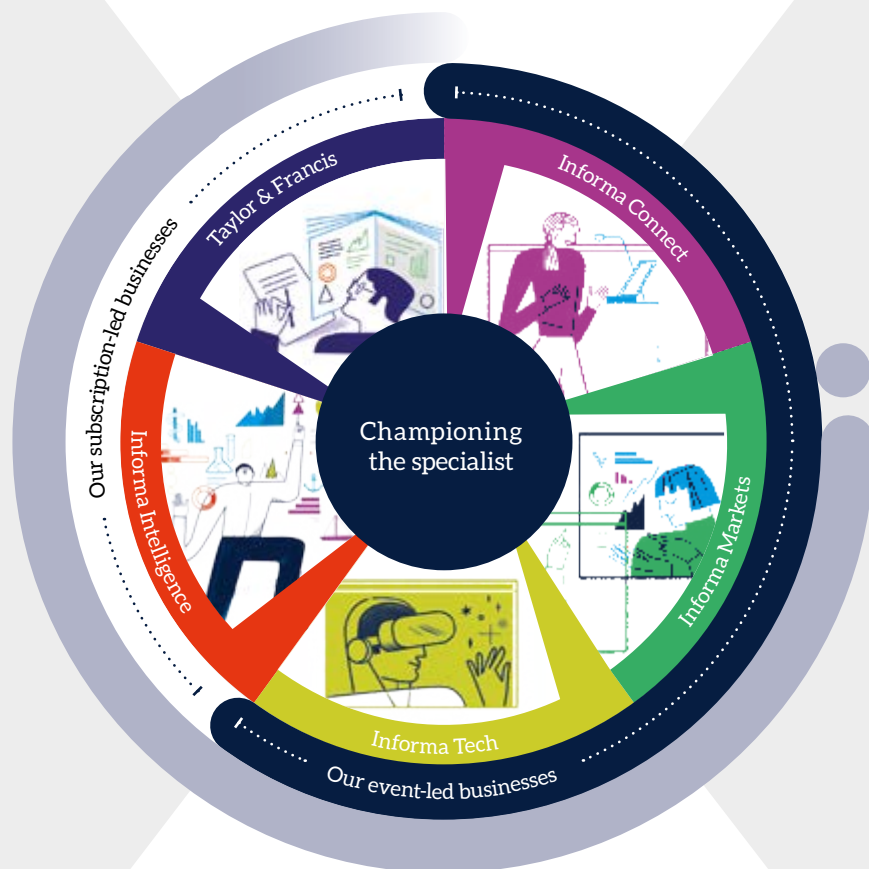 Championing
the specialist
Taylor & Francis
Informa Connect
Informa Markets
Informa Tech
Informa Intelligence
Our subscription-led businesses
Our event-led businesses